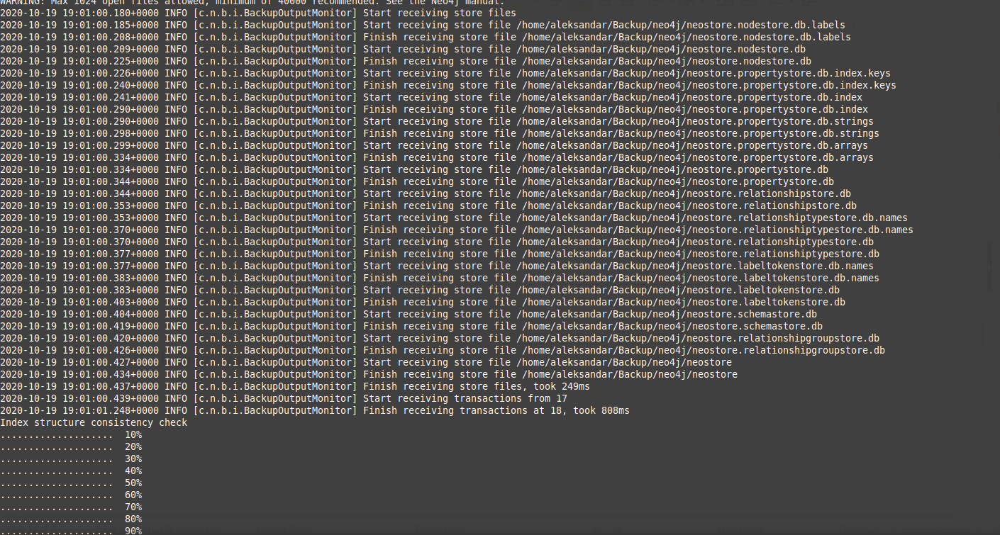 WARNING: Max 1024 open files allowed, minimum of 40000 recommended. See the Neo4j manual.
2020-10-19 19:01:00.180+0000 INFO [c.n.b.i.BackupOutputMonitor] Start receiving store files
2020-10-19 19:01:00.185+0000 INFO [c.n.b.i.BackupOutputMonitor] Start receiving store file /home/aleksandar/Backup/neo4j/neostore.nodestore.db.labels
2020-10-19 19:01:00.208+0000 INFO [c.n.b.i.BackupOutputMonitor] Finish receiving store file /home/aleksandar/Backup/neo4j/neostore.nodestore.db.labels
2020-10-19 19:01:00.209+0000 INFO [c.n.b.i.BackupOutputMonitor] Start receiving store file /home/aleksandar/Backup/neo4j/neostore.nodestore.db
2020-10-19 19:01:00.225+0000 INFO [c.n.b.i.BackupOutputMonitor] Finish receiving store file /home/aleksandar/Backup/neo4j/neostore.nodestore.db
2020-10-19 19:01:00.226+0000 INFO [c.n.b.i.BackupOutputMonitor] Start receiving store file /home/aleksandar/Backup/neo4j/neostore.propertystore.db.index.keys
2020-10-19 19:01:00.240+0000 INFO [c.n.b.i.BackupOutputMonitor] Finish receiving store file /home/aleksandar/Backup/neo4j/neostore.propertystore.db.index.keys
2020-10-19 19:01:00.241+0000 INFO [c.n.b.i.BackupOutputMonitor] Start receiving store file /home/aleksandar/Backup/neo4j/neostore.propertystore.db.index
2020-10-19 19:01:00.290+0000 INFO [c.n.b.i.BackupOutputMonitor] Finish receiving store file /home/aleksandar/Backup/neo4j/neostore.propertystore.db.index
2020-10-19 19:01:00.290+0000 INFO [c.n.b.i.BackupOutputMonitor] Start receiving store file /home/aleksandar/Backup/neo4j/neostore.propertystore.db.strings
2020-10-19 19:01:00.298+0000 INFO [c.n.b.i.BackupOutputMonitor] Finish receiving store file /home/aleksandar/Backup/neo4j/neostore.propertystore.db.strings
2020-10-19 19:01:00.299+0000 INFO [c.n.b.i.BackupOutputMonitor] Start receiving store file /home/aleksandar/Backup/neo4j/neostore.propertystore.db.arrays
2020-10-19 19:01:00.334+0000 INFO [c.n.b.i.BackupOutputMonitor] Finish receiving store file /home/aleksandar/Backup/neo4j/neostore.propertystore.db.arrays
2020-10-19 19:01:00.334+0000 INFO [c.n.b.i.BackupOutputMonitor] Start receiving store file /home/aleksandar/Backup/neo4j/neostore.propertystore.db
2020-10-19 19:01:00.344+0000 INFO [c.n.b.i.BackupOutputMonitor] Finish receiving store file /home/aleksandar/Backup/neo4j/neostore.propertystore.db
2020-10-19 19:01:00.344+0000 INFO [c.n.b.i.BackupOutputMonitor] Start receiving store file /home/aleksandar/Backup/neo4j/neostore.relationshipstore.db
2020-10-19 19:01:00.353+0000 INFO [c.n.b.i.BackupOutputMonitor] Finish receiving store file /home/aleksandar/Backup/neo4j/neostore.relationshipstore.db
2020-10-19 19:01:00.353+0000 INFO [c.n.b.i.BackupOutputMonitor] Start receiving store file /home/aleksandar/Backup/neo4j/neostore.relationshiptypestore.db.names
2020-10-19 19:01:00.370+0000 INFO [c.n.b.i.BackupOutputMonitor] Finish receiving store file /home/aleksandar/Backup/neo4j/neostore.relationshiptypestore.db.names
2020-10-19 19:01:00.370+0000 INFO [c.n.b.i.BackupOutputMonitor] Start receiving store file /home/aleksandar/Backup/neo4j/neostore.relationshiptypestore.db
2020-10-19 19:01:00.377+0000 INFO [c.n.b.i.BackupOutputMonitor] Finish receiving store file /home/aleksandar/Backup/neo4j/neostore.relationshiptypestore.db
2020-10-19 19:01:00.377+0000 INFO [c.n.b.i.BackupOutputMonitor] Start receiving store file /home/aleksandar/Backup/neo4j/neostore.labeltokenstore.db.names
2020-10-19 19:01:00.383+0000 INFO [c.n.b.i.BackupOutputMonitor] Finish receiving store file /home/aleksandar/Backup/neo4j/neostore.labeltokenstore.db.names
2020-10-19 19:01:00.383+0000 INFO [c.n.b.i.BackupOutputMonitor] Start receiving store file /home/aleksandar/Backup/neo4j/neostore.labeltokenstore.db
2020-10-19 19:01:00.403+0000 INFO [c.n.b.i.BackupOutputMonitor] Finish receiving store file /home/aleksandar/Backup/neo4j/neostore.labeltokenstore.db
2020-10-19 19:01:00.404+0000 INFO [c.n.b.i.BackupOutputMonitor] Start receiving store file /home/aleksandar/Backup/neo4j/neostore.schemastore.db
2020-10-19 19:01:00.419+0000 INFO [c.n.b.i.BackupOutputMonitor] Finish receiving store file /home/aleksandar/Backup/neo4j/neostore.schemastore.db
2020-10-19 19:01:00.420+0000 INFO [c.n.b.i.BackupOutputMonitor] Start receiving store file /home/aleksandar/Backup/neo4j/neostore.relationshipgroupstore.db
2020-10-19 19:01:00.426+0000 INFO [c.n.b.i.BackupOutputMonitor] Finish receiving store file /home/aleksandar/Backup/neo4j/neostore.relationshipgroupstore.db
2020-10-19 19:01:00.427+0000 INFO [c.n.b.i.BackupOutputMonitor] Start receiving store file /home/aleksandar/Backup/neo4j/neostore
2020-10-19 19:01:00.434+0000 INFO [c.n.b.i.BackupOutputMonitor] Finish receiving store file /home/aleksandar/Backup/neo4j/neostore
2020-10-19 19:01:00.437+0000 INFO [c.n.b.i.BackupOutputMonitor] Finish receiving store files, took 249ms
2020-10-19 19:01:00.439+0000 INFO [c.n.b.i.BackupOutputMonitor] Start receiving transactions from 17
2020-10-19 19:01:01.248+0000 INFO [c.n.b.i.BackupOutputMonitor] Finish receiving transactions at 18, took 808ms
Index structure consistency check
.................... 10%
.................... 20%
.................... 30%
.................... 40%
.................... 50%
.................... 60%
.................... 70%
.................... 80%
.................... 90%